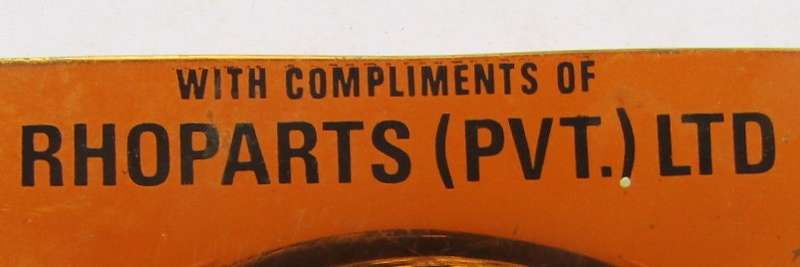 WITH COMPLIMENTS OF
RHOPARTS (PVT.) LTD